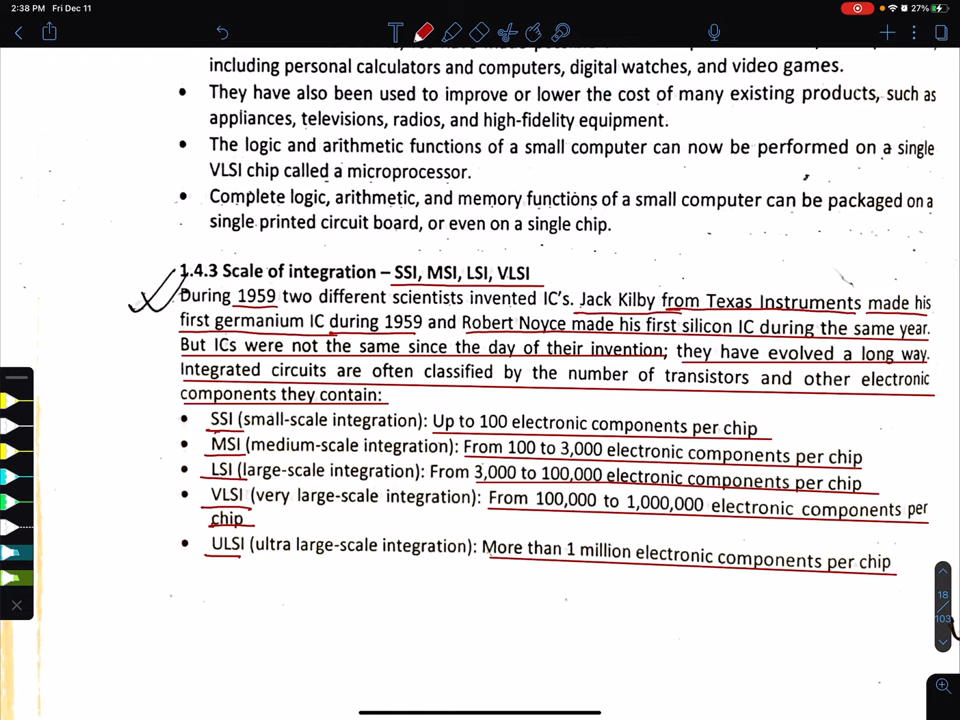 2:38 PM Fri Dec 11
27%
including personal calculators and computers, digital watches, and video games.
• They have also been used to improve or lower the cost of many existing products, such as
appliances, televisions, radios, and high-fidelity equipment.
• The logic and arithmetic functions of a small computer can now be performed on a single
VLSI chip called a microprocessor.
• Complete logic, arithmetic, and memory functions of a small computer can be packaged on a
single printed circuit board, or even on a single chip.
1.4.3 Scale of integration – SSI, MSI, LSI, VLSI
During 1959 two different scientists invented IC's. Jack Kilby from Texas Instruments made his
first germanium IC during 1959 and Robert Noyce made his first silicon IC during the same year.
But ICs were not the same since the day of their invention; they have evolved a long way.
Integrated circuits are often classified by the number of transistors and other electronic
components they contain:
• SSI (small-scale integration): Up to 100 electronic components per chip
• MSI (medium-scale integration): From 100 to 3,000 electronic components per chip
• LSI (large-scale integration): From 3,000 to 100,000 electronic components per chip
• VLSI (very large-scale integration): From 100,000 to 1,000,000 electronic components per
chip
• ULSI (ultra large-scale integration): More than 1 million electronic components per chip
18
103